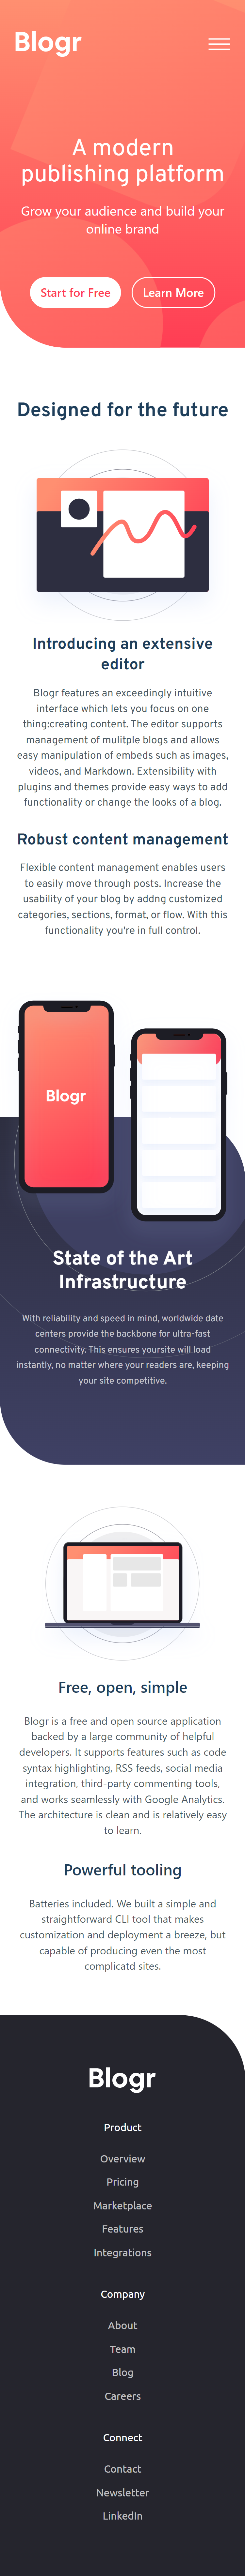 Blogr
A modern
publishing platform
Grow your audience and build your
online brand
Start for Free
Learn More
Designed for the future
Introducing an extensive
editor
Blogr features an exceedingly intuitive
interface which lets you focus on one
thing:creating content. The editor supports
management of mulitple blogs and allows
easy manipulation of embeds such as images,
videos, and Markdown. Extensibility with
plugins and themes provide easy ways to add
functionality or change the looks of a blog.
Robust content management
Flexible content management enables users
to easily move through posts. Increase the
usability of your blog by addng customized
categories, sections, format, or flow. With this
functionality you're in full control.
Blogr
State of the Art
Infrastructure
With reliability and speed in mind, worldwide date
centers provide the backbone for ultra-fast
connectivity. This ensures yoursite will load
instantly, no matter where your readers are, keeping
your site competitive.
Free, open, simple
Blogr is a free and open source application
backed by a large community of helpful
developers. It supports features such as code
syntax highlighting, RSS feeds, social media
integration, third-party commenting tools,
and works seamlessly with Google Analytics.
The architecture is clean and is relatively easy
to learn.
Powerful tooling
Batteries included. We built a simple and
straightforward CLI tool that makes
customization and deployment a breeze, but
capable of producing even the most
complicatd sites.
Blogr
Product
Overview
Pricing
Marketplace
Features
Integrations
Company
About
Team
Blog
Careers
Connect
Contact
Newsletter
LinkedIn